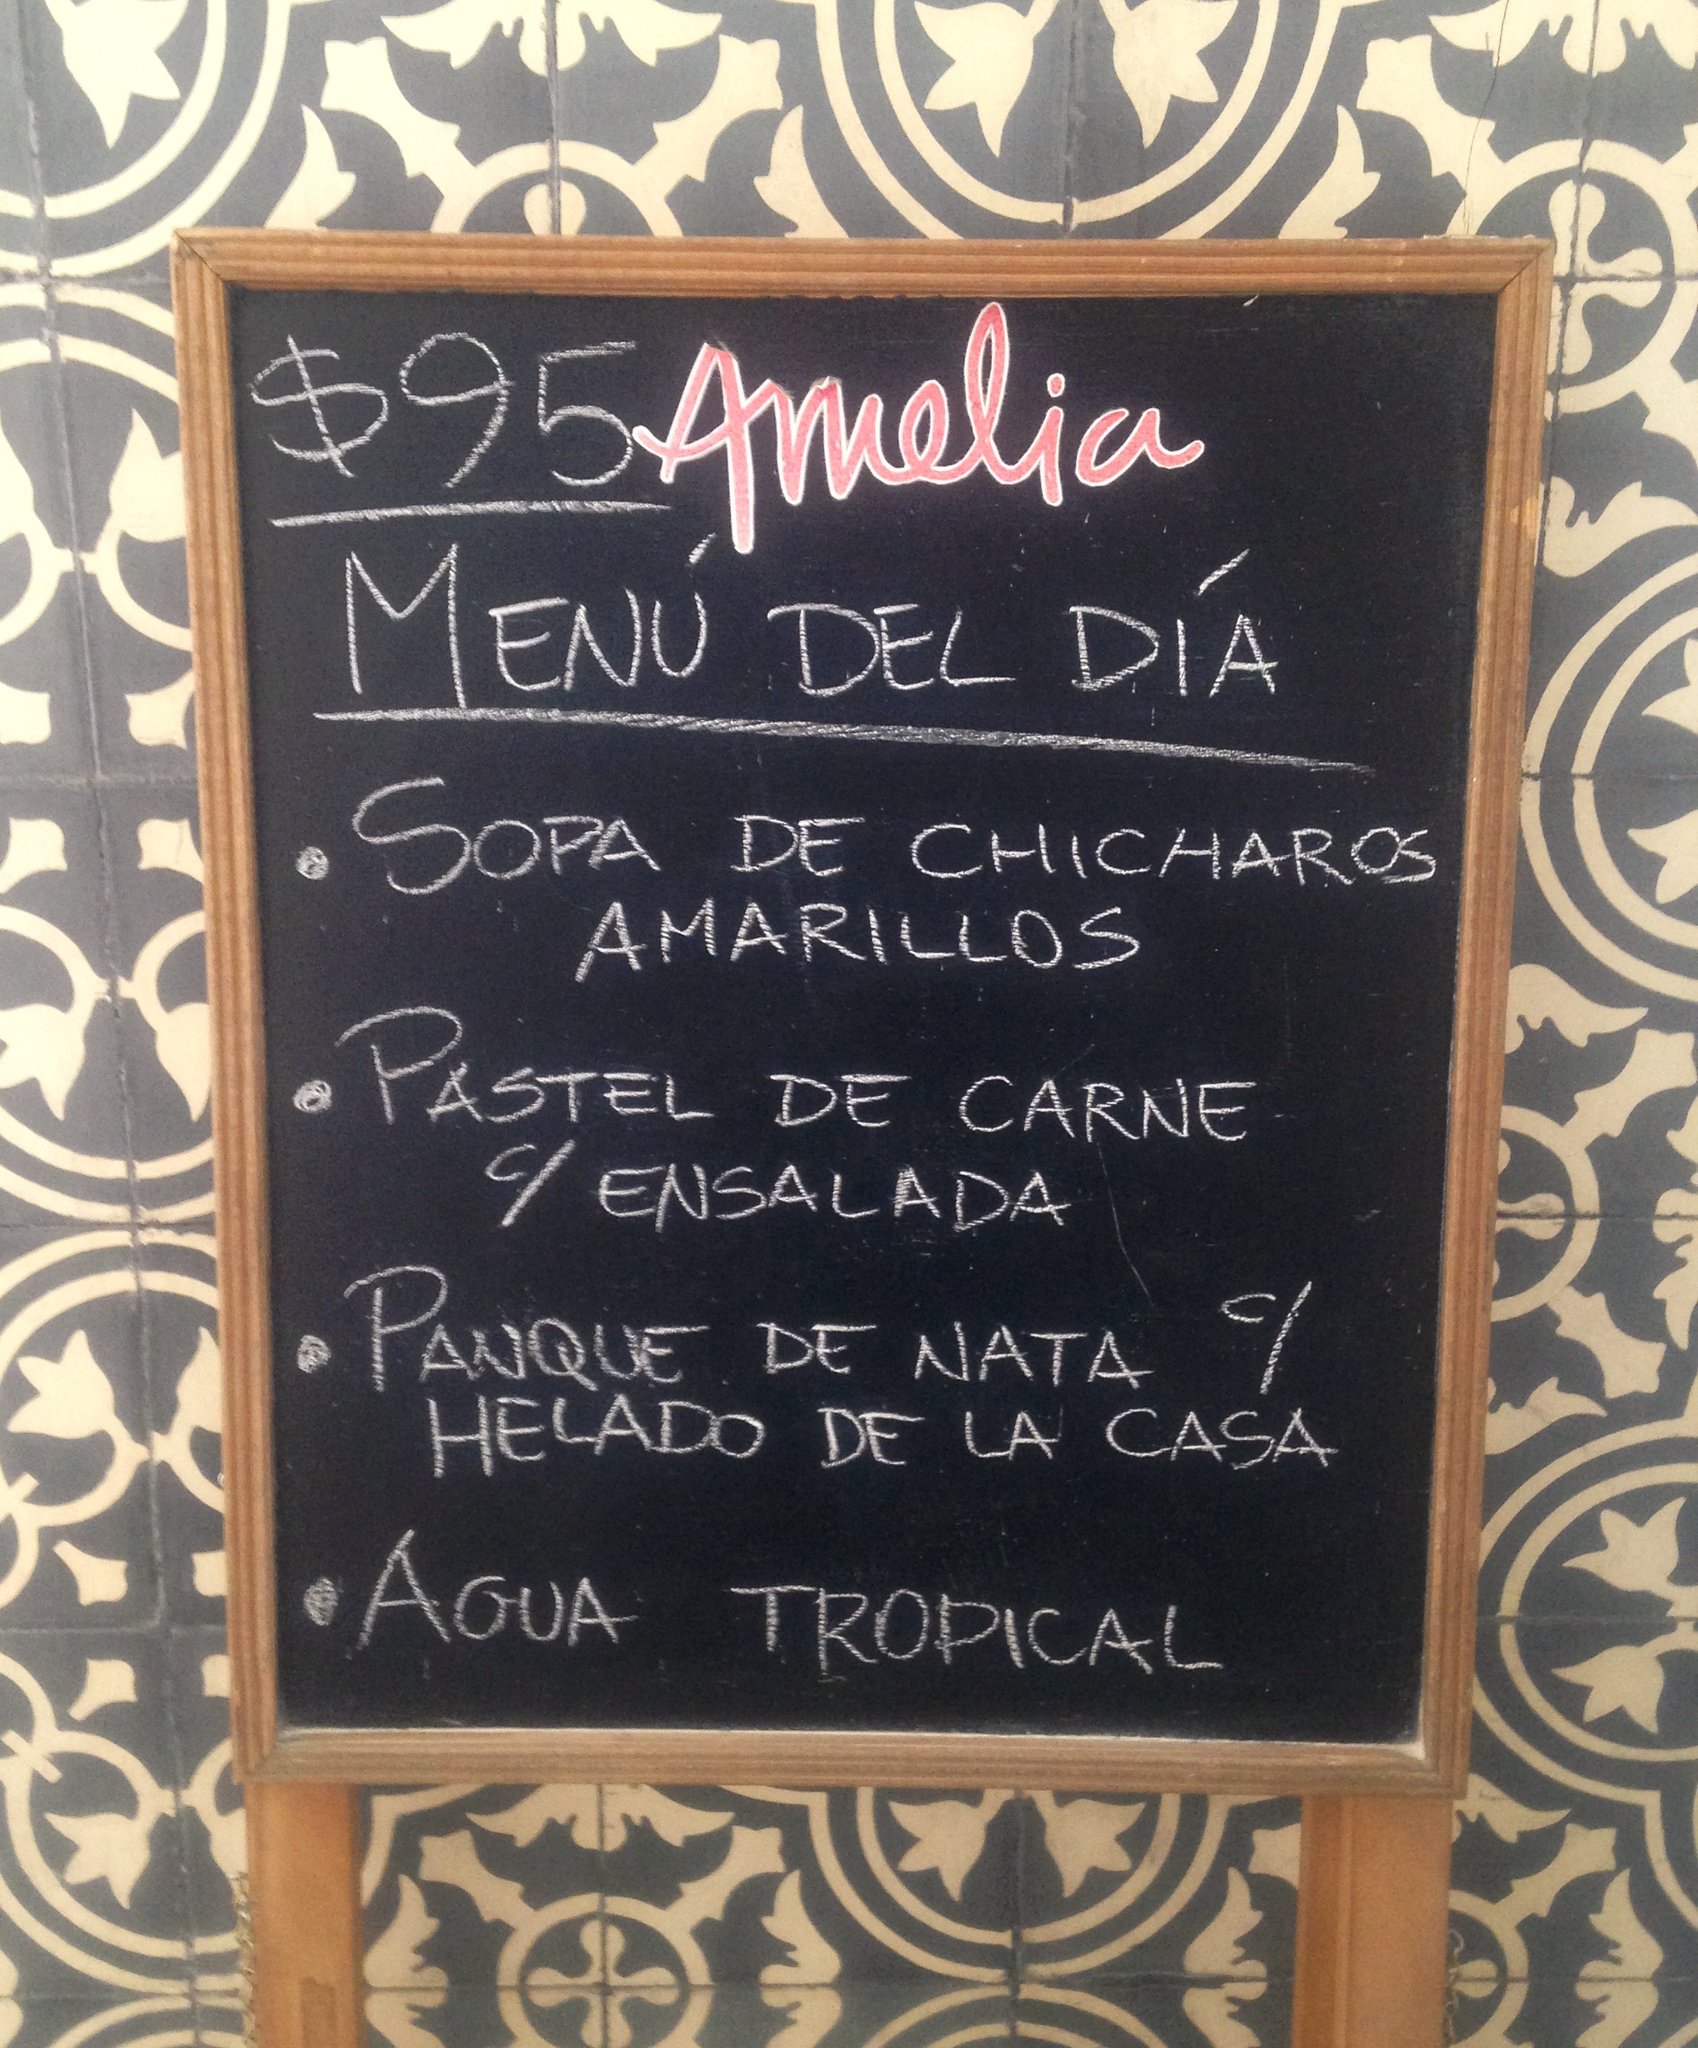 $95 Amelia
MENÚ DEL DÍA
• SOPA DE CHICHAROS
AMARILLOS
• PASTEL DE CARNE
c/ ENSALADA
• PANQUE DE NATA c/
HELADO DE LA CASA
• AGUA TROPICAL